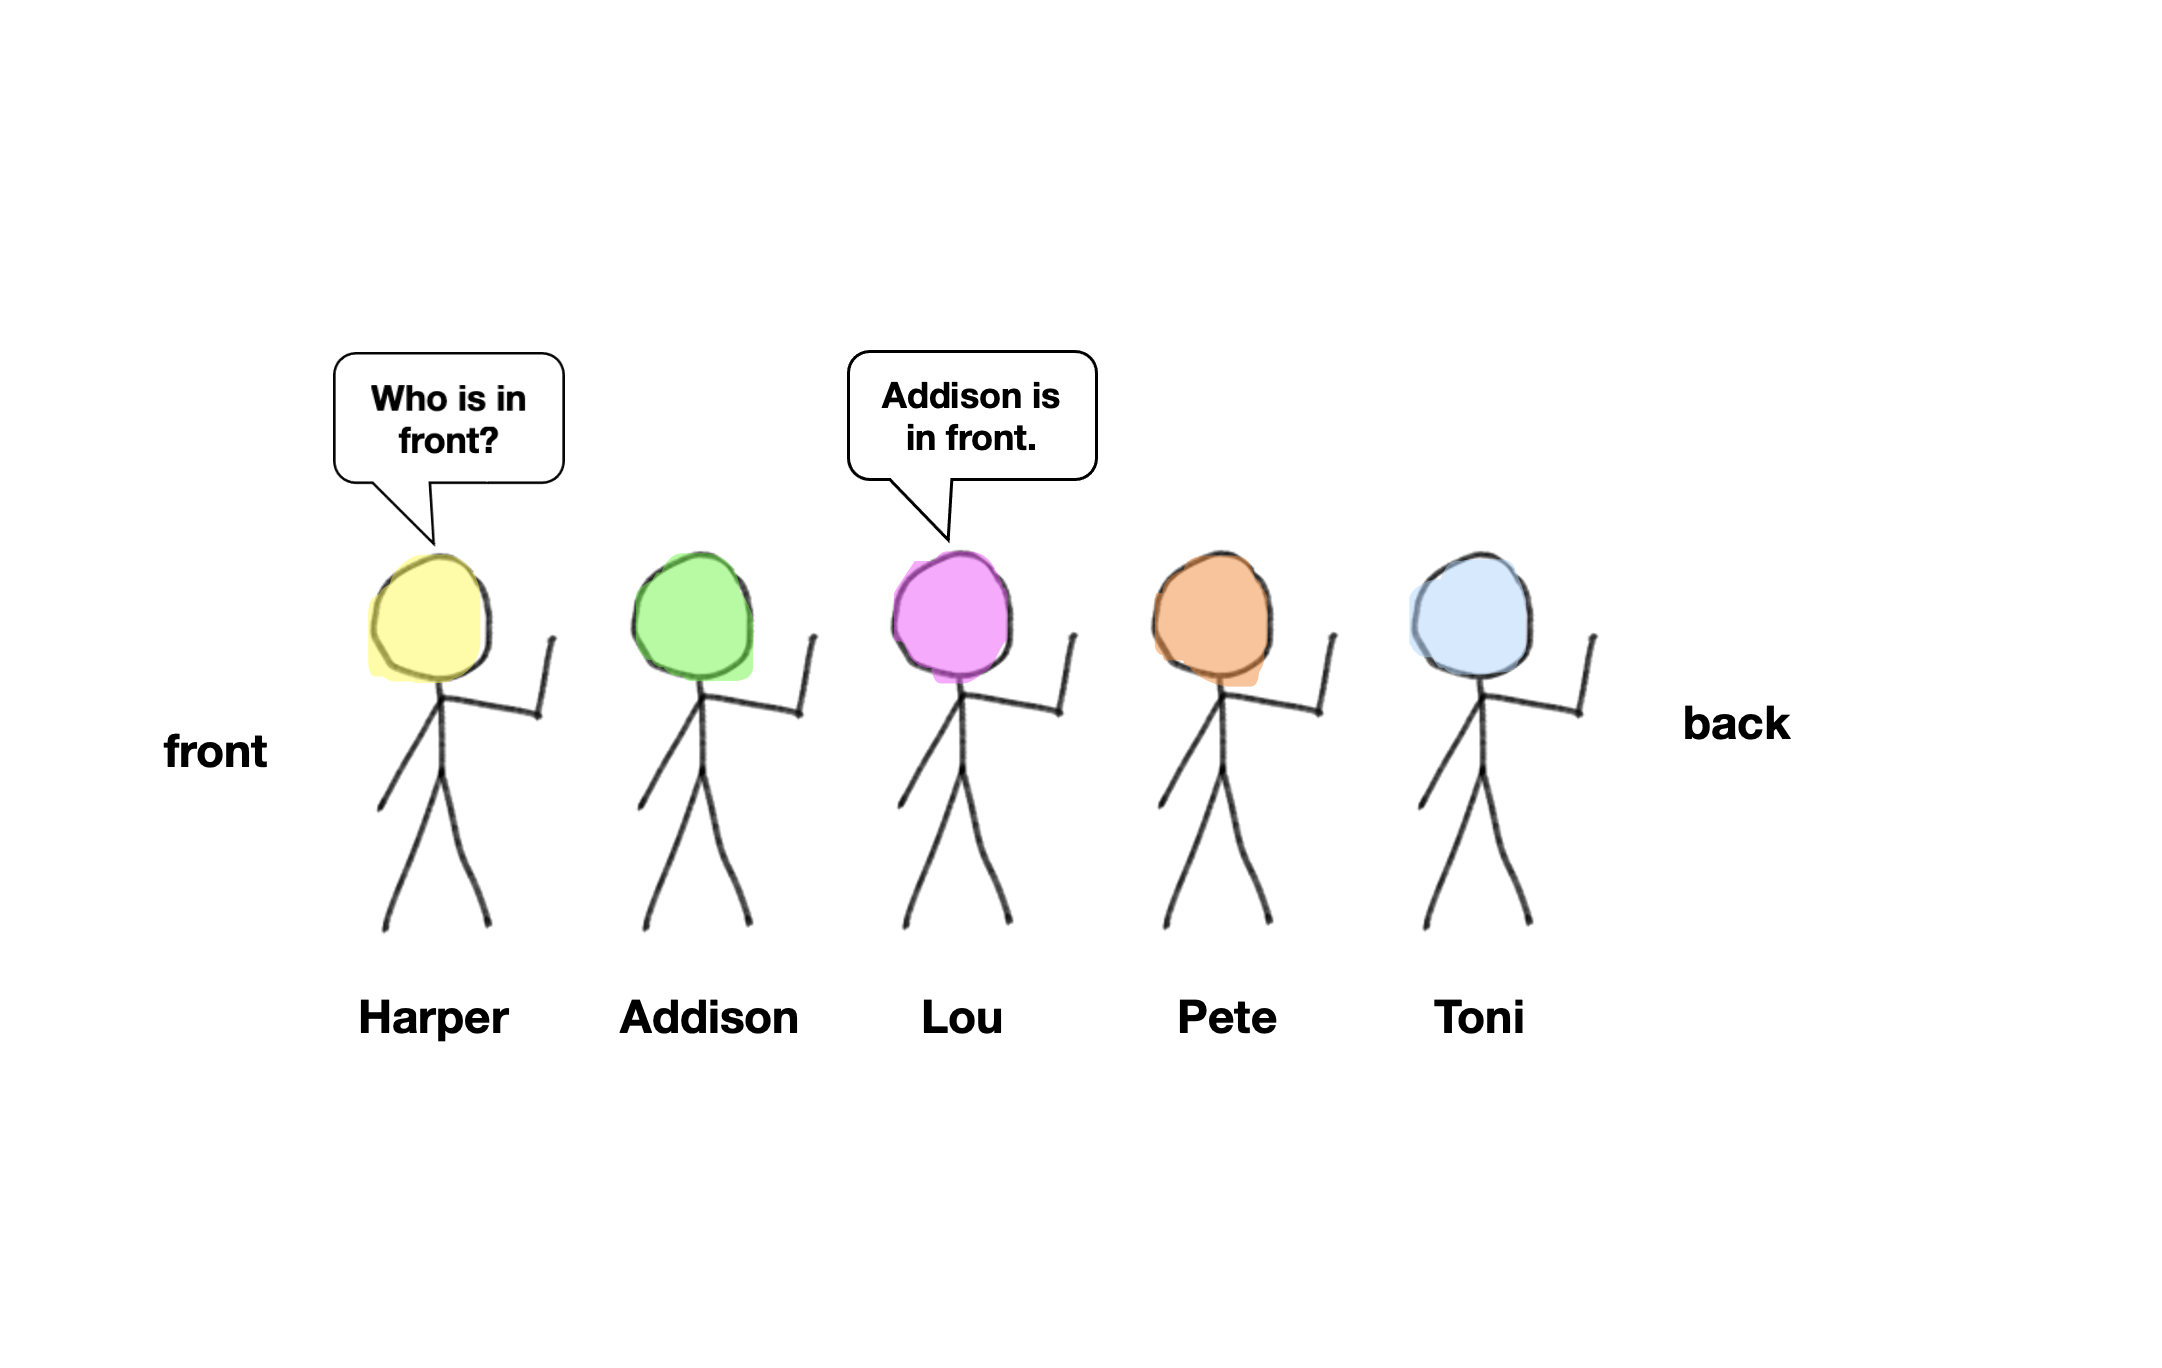 Who is in
front?
Addison is
in front.
front
back
Harper
Addison
Lou
Pete
Toni